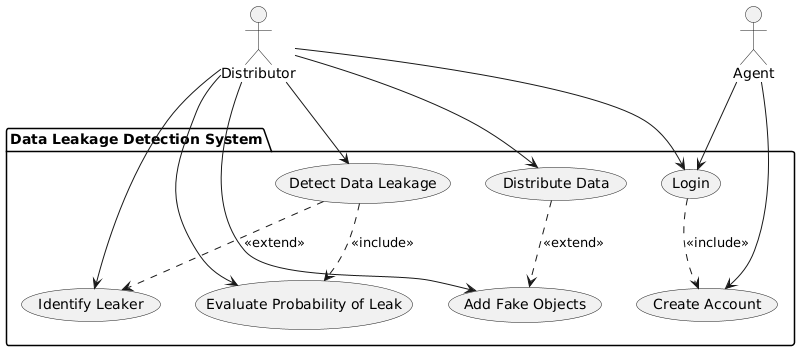 Distributor
Agent
Data Leakage Detection System
Detect Data Leakage
Distribute Data
Login
«extend»
«include»
«extend»
«include»
Identify Leaker
Evaluate Probability of Leak
Add Fake Objects
Create Account